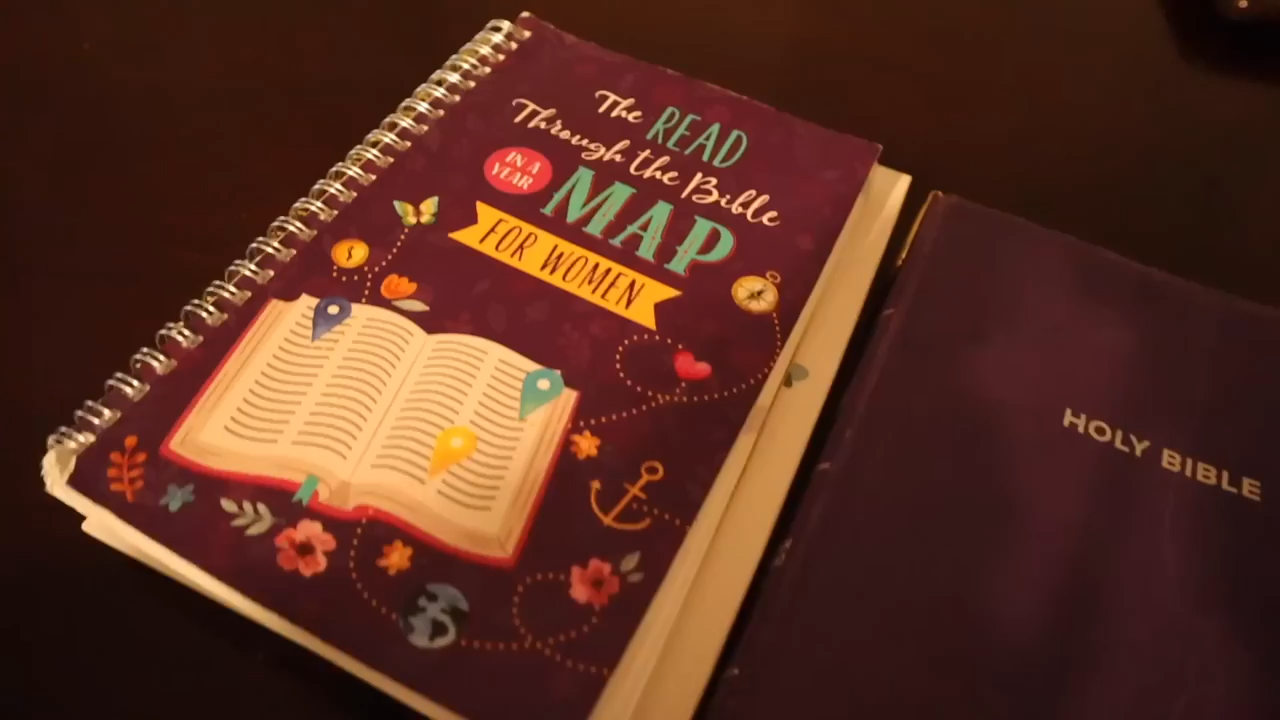 The READ
Through the Bible
IN A
YEAR
MAP
FOR WOMEN
HOLY BIBLE